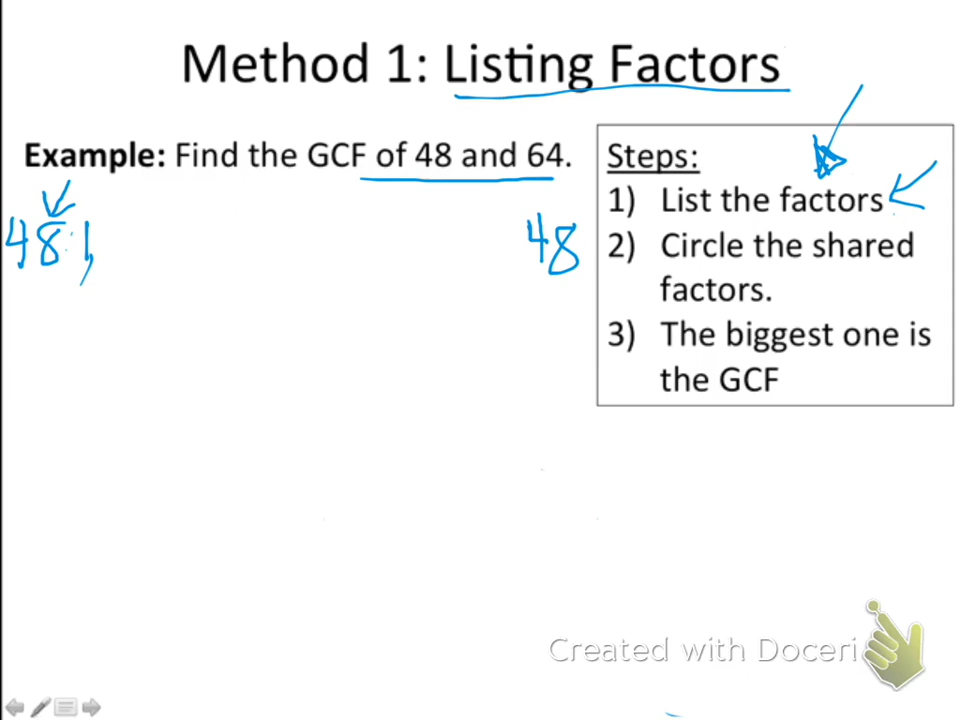 Method 1: Listing Factors
Example: Find the GCF of 48 and 64.
48: 1,
48
Steps:
1) List the factors
2) Circle the shared
factors.
3) The biggest one is
the GCF
Created with Doceri